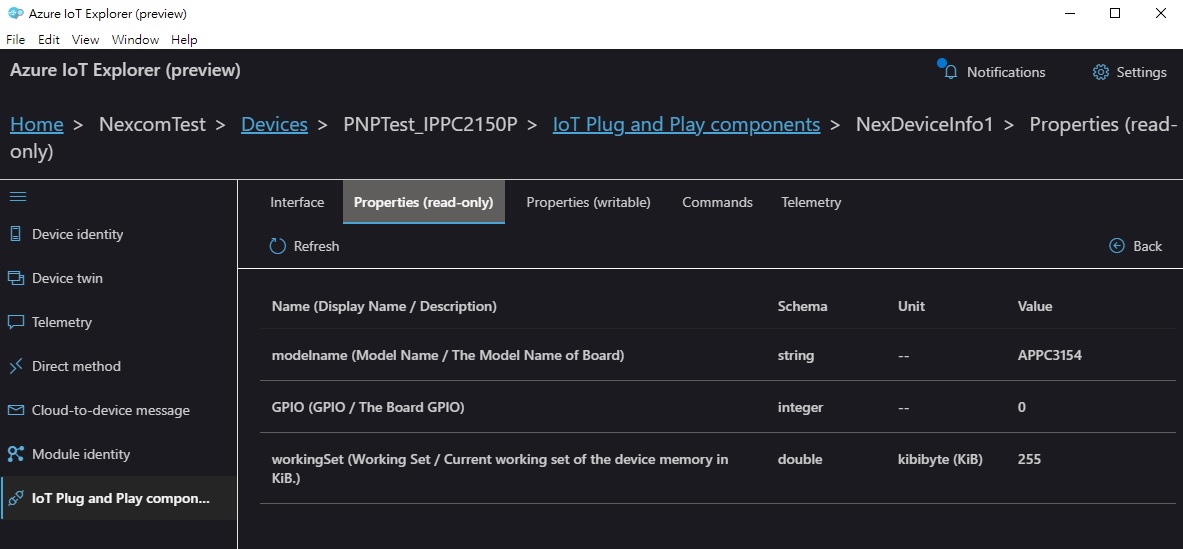 Azure IoT Explorer (preview)
File Edit View Window Help
Azure IoT Explorer (preview)
Notifications
Settings
Home > NexcomTest > Devices > PNPTest_IPPC2150P > IoT Plug and Play components > NexDeviceInfo1 > Properties (read-
only)
Interface Properties (read-only) Properties (writable) Commands Telemetry
Device identity
Device twin
Telemetry
Direct method
Cloud-to-device message
Module identity
IoT Plug and Play compon...
Refresh
Back
Name (Display Name / Description) Schema Unit Value
modelname (Model Name / The Model Name of Board) string -- APPC3154
GPIO (GPIO / The Board GPIO) integer -- 0
workingSet (Working Set / Current working set of the device memory in double kibibyte (KiB) 255
KiB.)